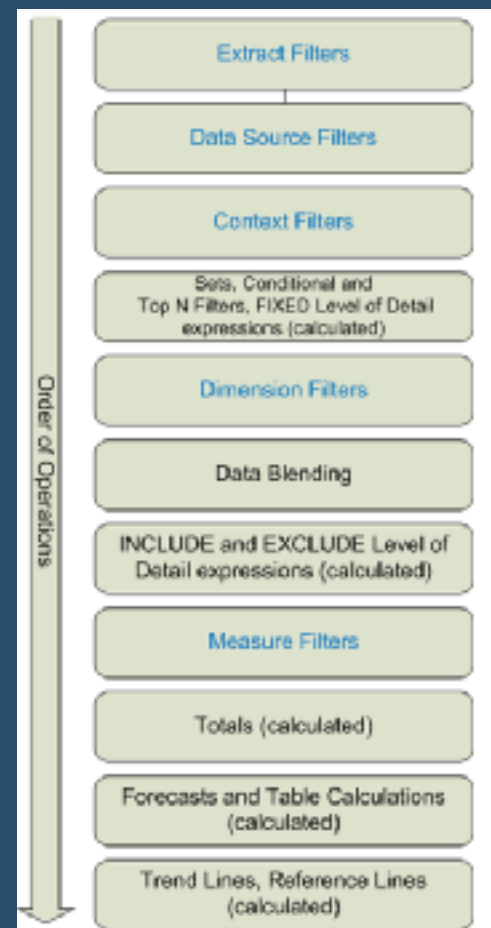 Extract Filters
Data Source Filters
Context Filters
Sets, Conditional and
Top N Filters, FIXED Level of Detail
expressions (calculated)
Dimension Filters
Data Blending
INCLUDE and EXCLUDE Level of
Detail expressions (calculated)
Measure Filters
Totals (calculated)
Forecasts and Table Calculations
(calculated)
Trend Lines, Reference Lines
(calculated)
Order of Operations